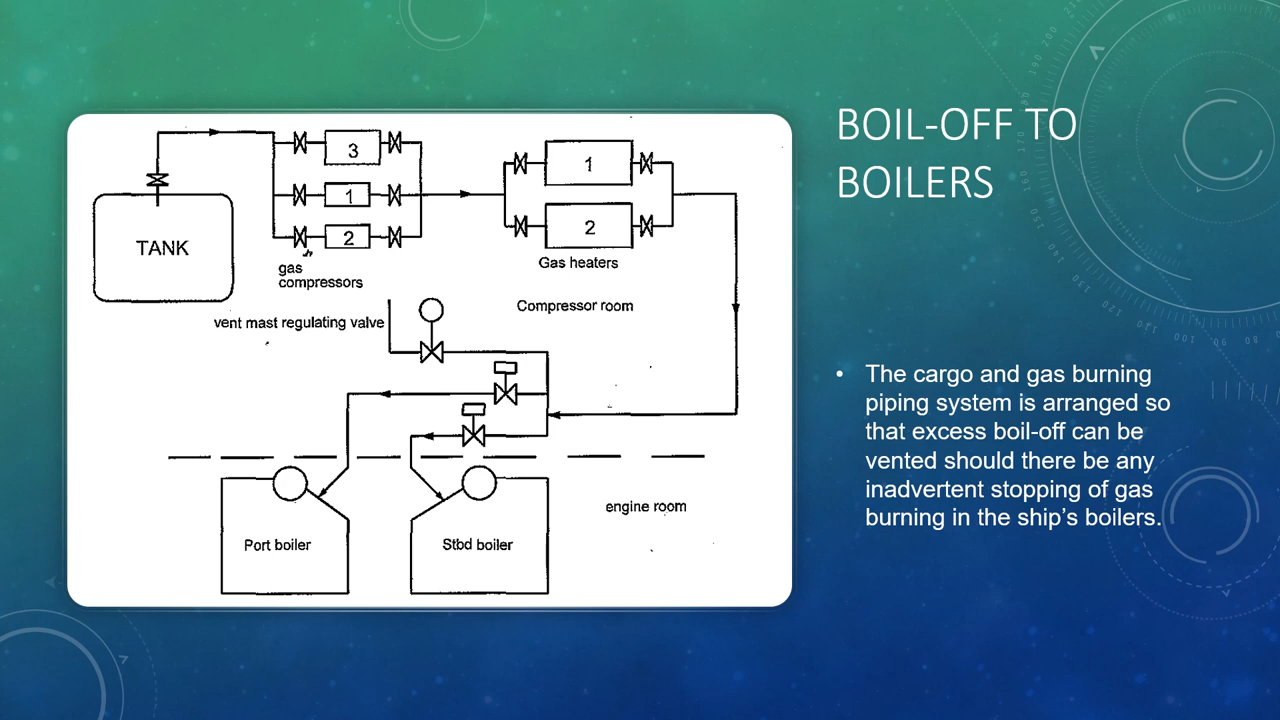 BOIL-OFF TO
BOILERS
3
1
2
TANK
gas
compressors
1
2
Gas heaters
Compressor room
vent mast regulating valve
engine room
Port boiler
Stbd boiler
• The cargo and gas burning
piping system is arranged so
that excess boil-off can be
vented should there be any
inadvertent stopping of gas
burning in the ship’s boilers.